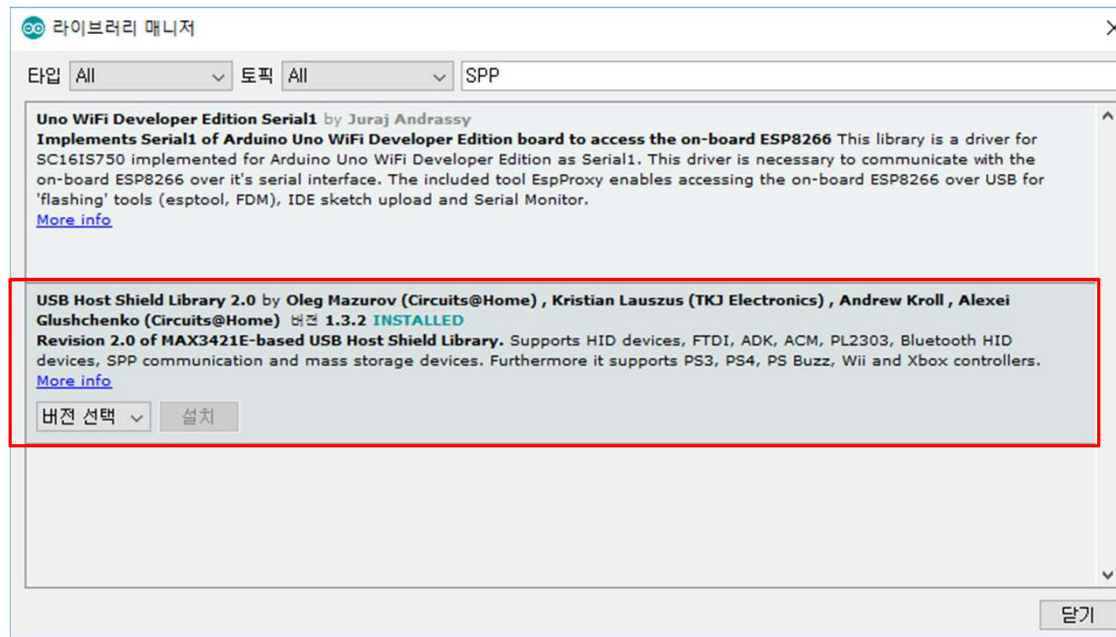 라이브러리 매니저
타입 All 토픽 All SPP
Uno WiFi Developer Edition Serial1 by Juraj Andrassy
Implements Serial1 of Arduino Uno WiFi Developer Edition board to access the on-board ESP8266 This library is a driver for
SC16IS750 implemented for Arduino Uno WiFi Developer Edition as Serial1. This driver is necessary to communicate with the
on-board ESP8266 over it's serial interface. The included tool EspProxy enables accessing the on-board ESP8266 over USB for
'flashing' tools (esptool, FDM), IDE sketch upload and Serial Monitor.
More info
USB Host Shield Library 2.0 by Oleg Mazurov (Circuits@Home) , Kristian Lauszus (TKJ Electronics) , Andrew Kroll , Alexei
Glushchenko (Circuits@Home) 버전 1.3.2 INSTALLED
Revision 2.0 of MAX3421E-based USB Host Shield Library. Supports HID devices, FTDI, ADK, ACM, PL2303, Bluetooth HID
devices, SPP communication and mass storage devices. Furthermore it supports PS3, PS4, PS Buzz, Wii and Xbox controllers.
More info
버전 선택 설치
닫기